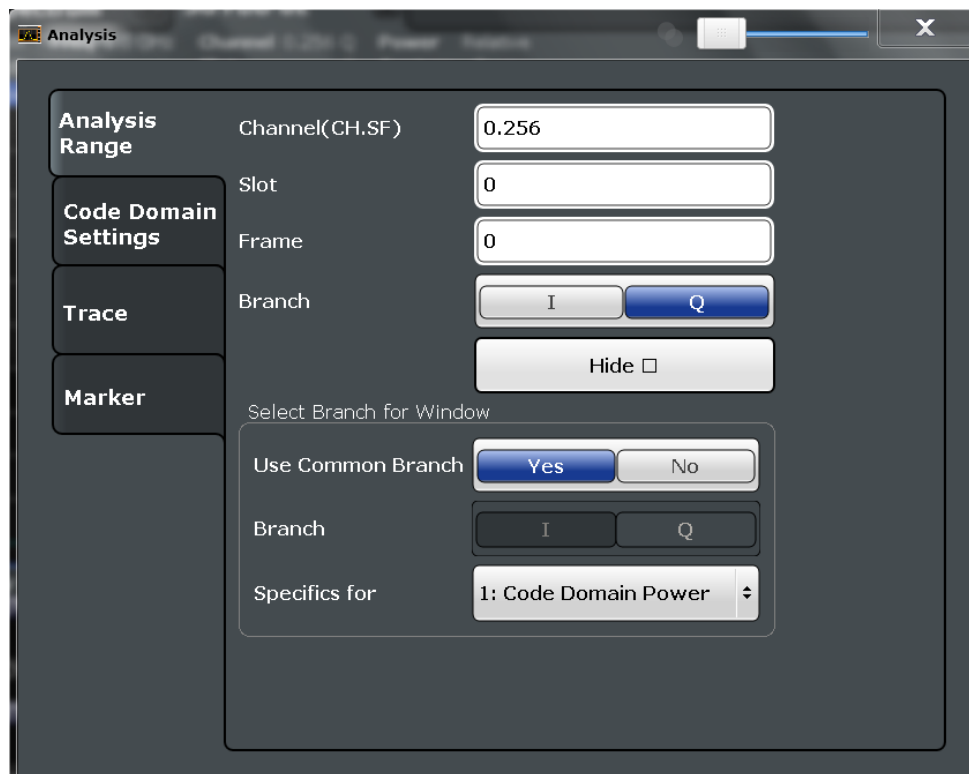 Analysis
X
Analysis
Range
Channel(CH.SF)
0.256
Slot
0
Code Domain
Settings
Frame
0
Branch
I
Q
Trace
Hide □
Marker
Select Branch for Window
Use Common Branch
Yes
No
Branch
I
Q
Specifics for
1: Code Domain Power